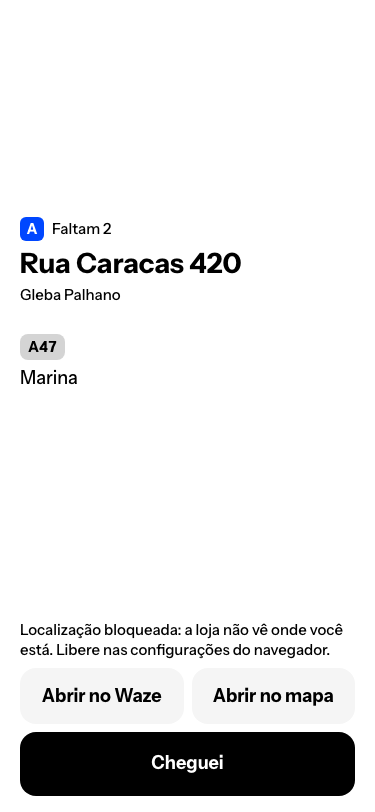 A Faltam 2
Rua Caracas 420
Gleba Palhano
A47
Marina
Localização bloqueada: a loja não vê onde você
está. Libere nas configurações do navegador.
Abrir no Waze Abrir no mapa
Cheguei